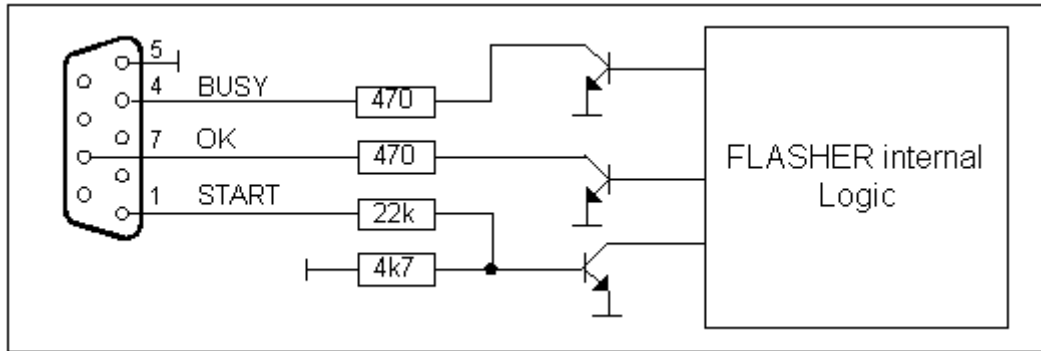 5
4 BUSY 470
7 OK 470
1 START 22k
4k7
FLASHER internal
Logic